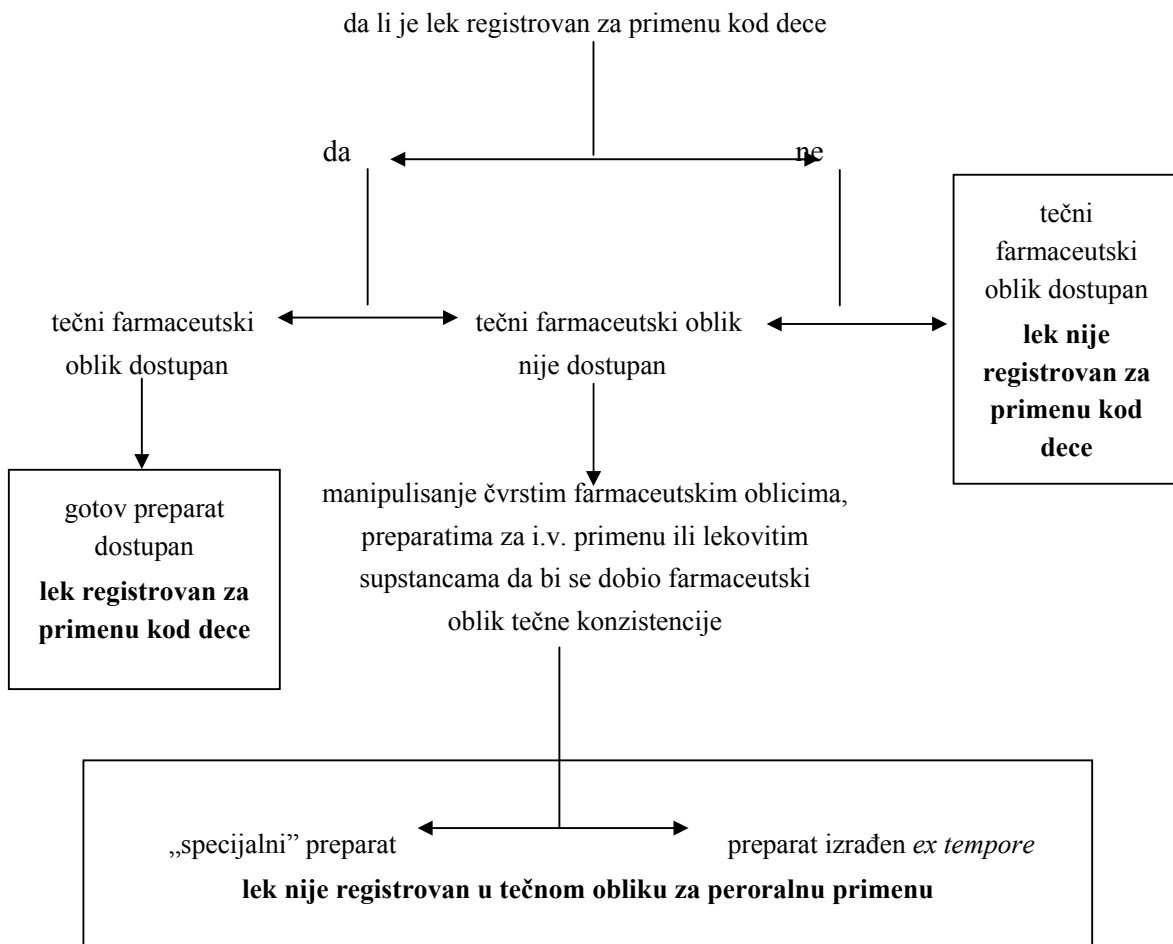 da li je lek registrovan za primenu kod dece
da
ne
tečni farmaceutski
oblik dostupan
tečni farmaceutski oblik
nije dostupan
tečni
farmaceutski
oblik dostupan
lek nije
registrovan za
primenu kod
dece
gotov preparat
dostupan
lek registrovan za
primenu kod dece
manipulisanje čvrstim farmaceutskim oblicima,
preparatima za i.v. primenu ili lekovitim
supstancama da bi se dobio farmaceutski
oblik tečne konzistencije
„specijalni” preparat
preparat izrađen ex tempore
lek nije registrovan u tečnom obliku za peroralnu primenu